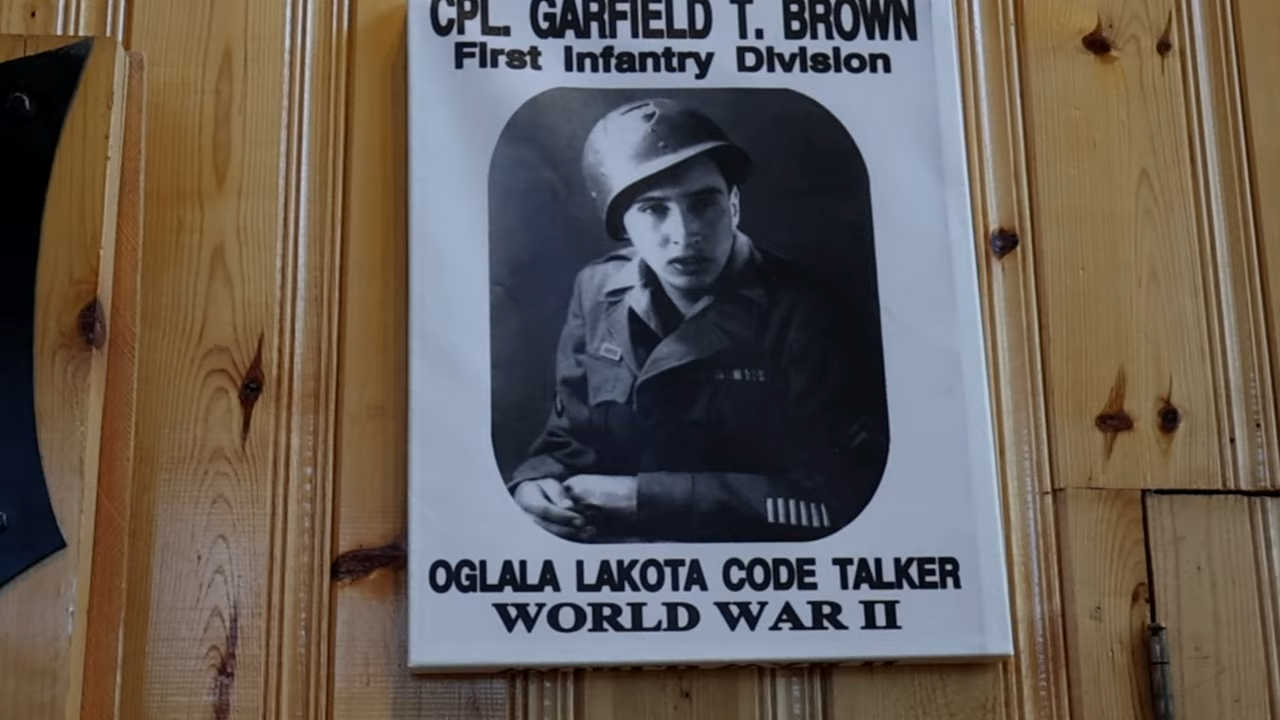 CPL. GARFIELD T. BROWN
First Infantry Division
OGLALA LAKOTA CODE TALKER
WORLD WAR II